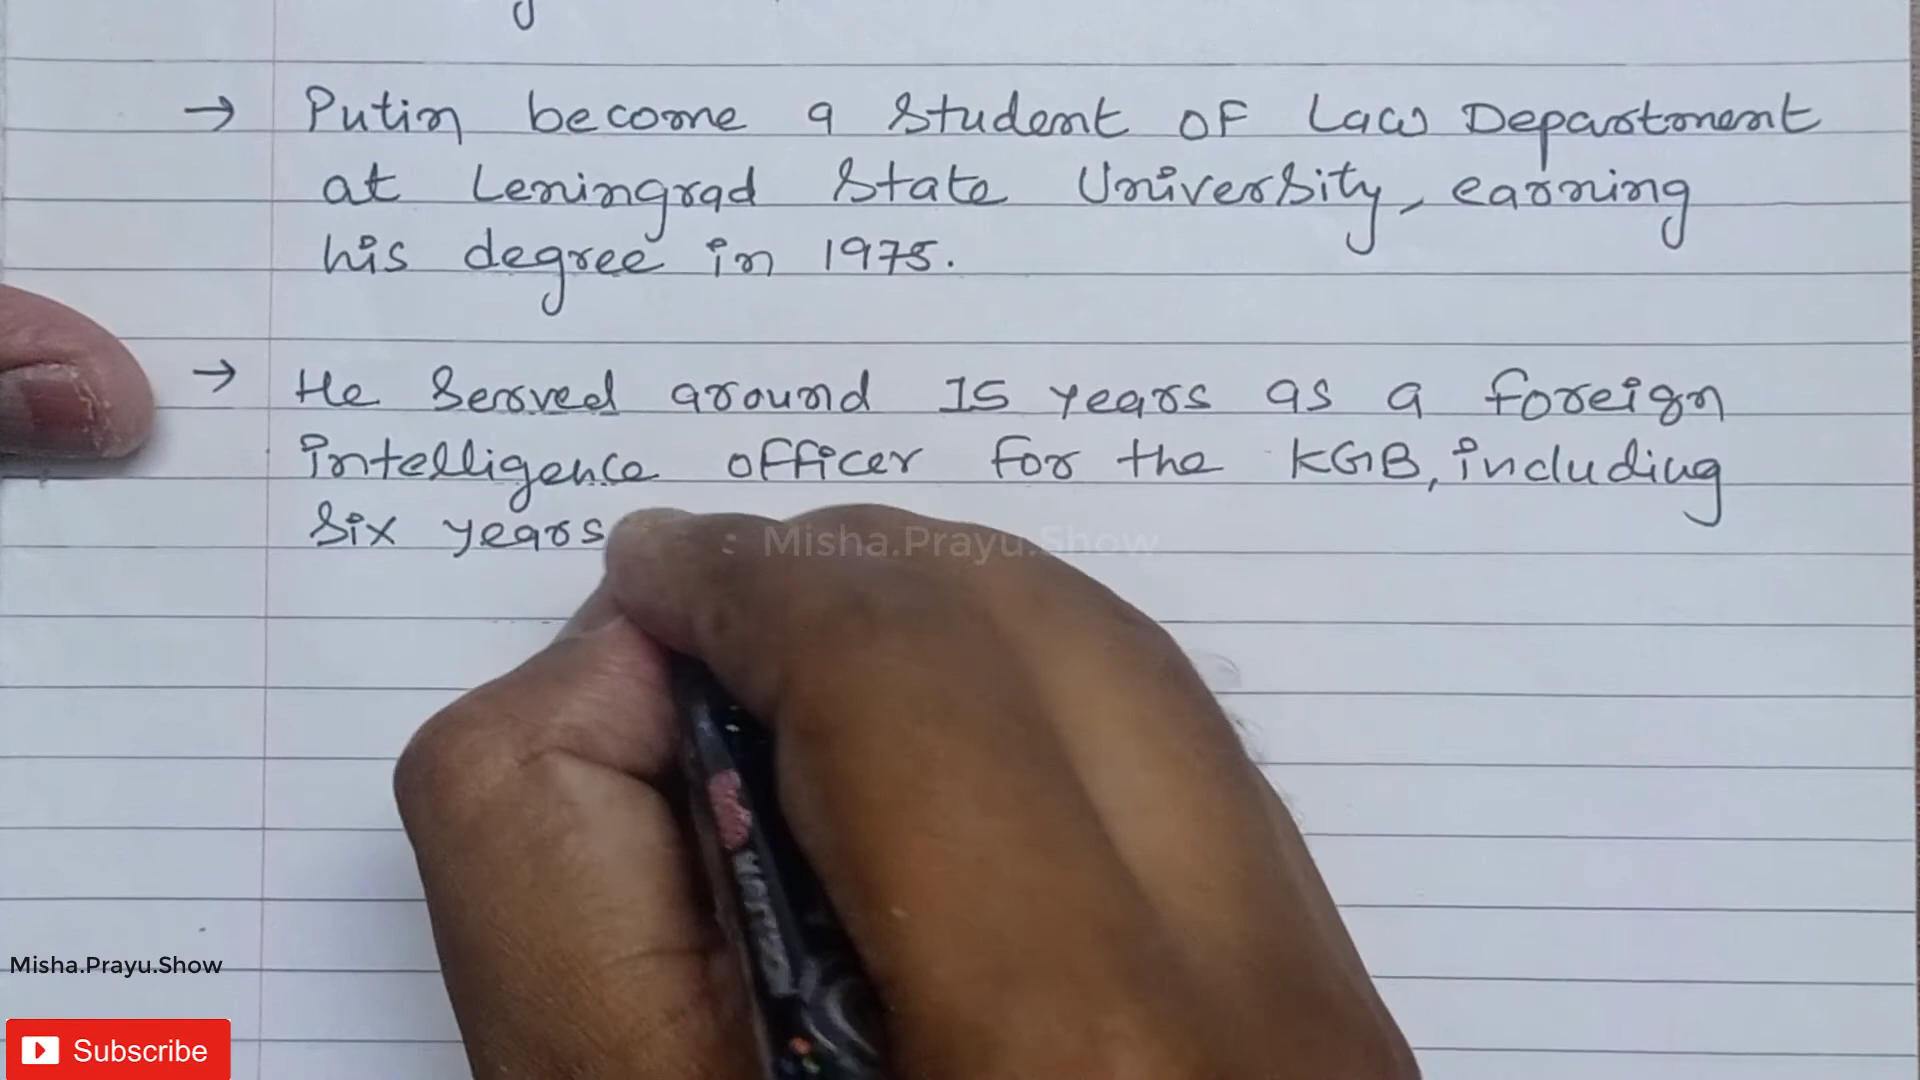 → Putin become a student of Law Department
at Leningrad State University, earning
his degree in 1975.
→ He served around 15 years as a foreign
intelligence officer for the KGB, including
six years
Misha.Prayu.Show
Misha.Prayu.Show
Subscribe